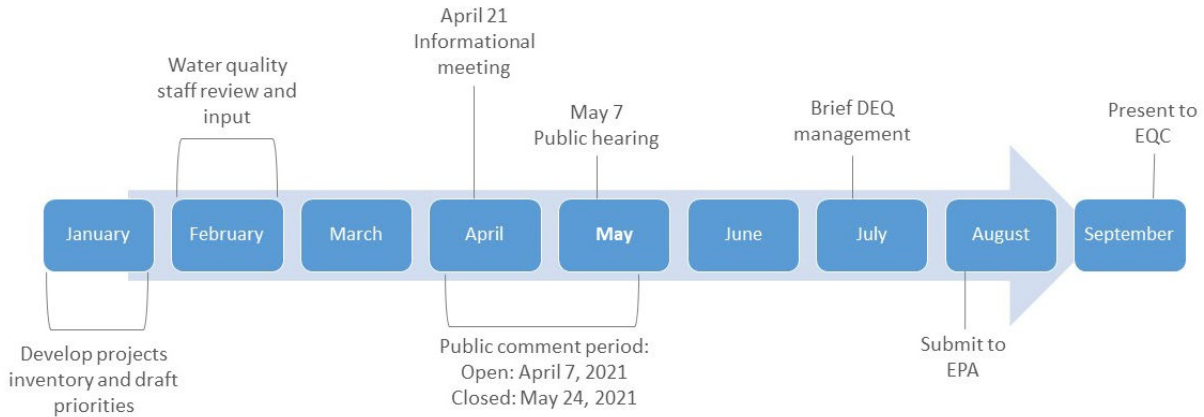 April 21
Informational
meeting
Water quality
staff review and
input
May 7
Public hearing
Brief DEQ
management
Present to
EQC
January
February
March
April
May
June
July
August
September
Develop projects
inventory and draft
priorities
Public comment period:
Open: April 7, 2021
Closed: May 24, 2021
Submit to
EPA